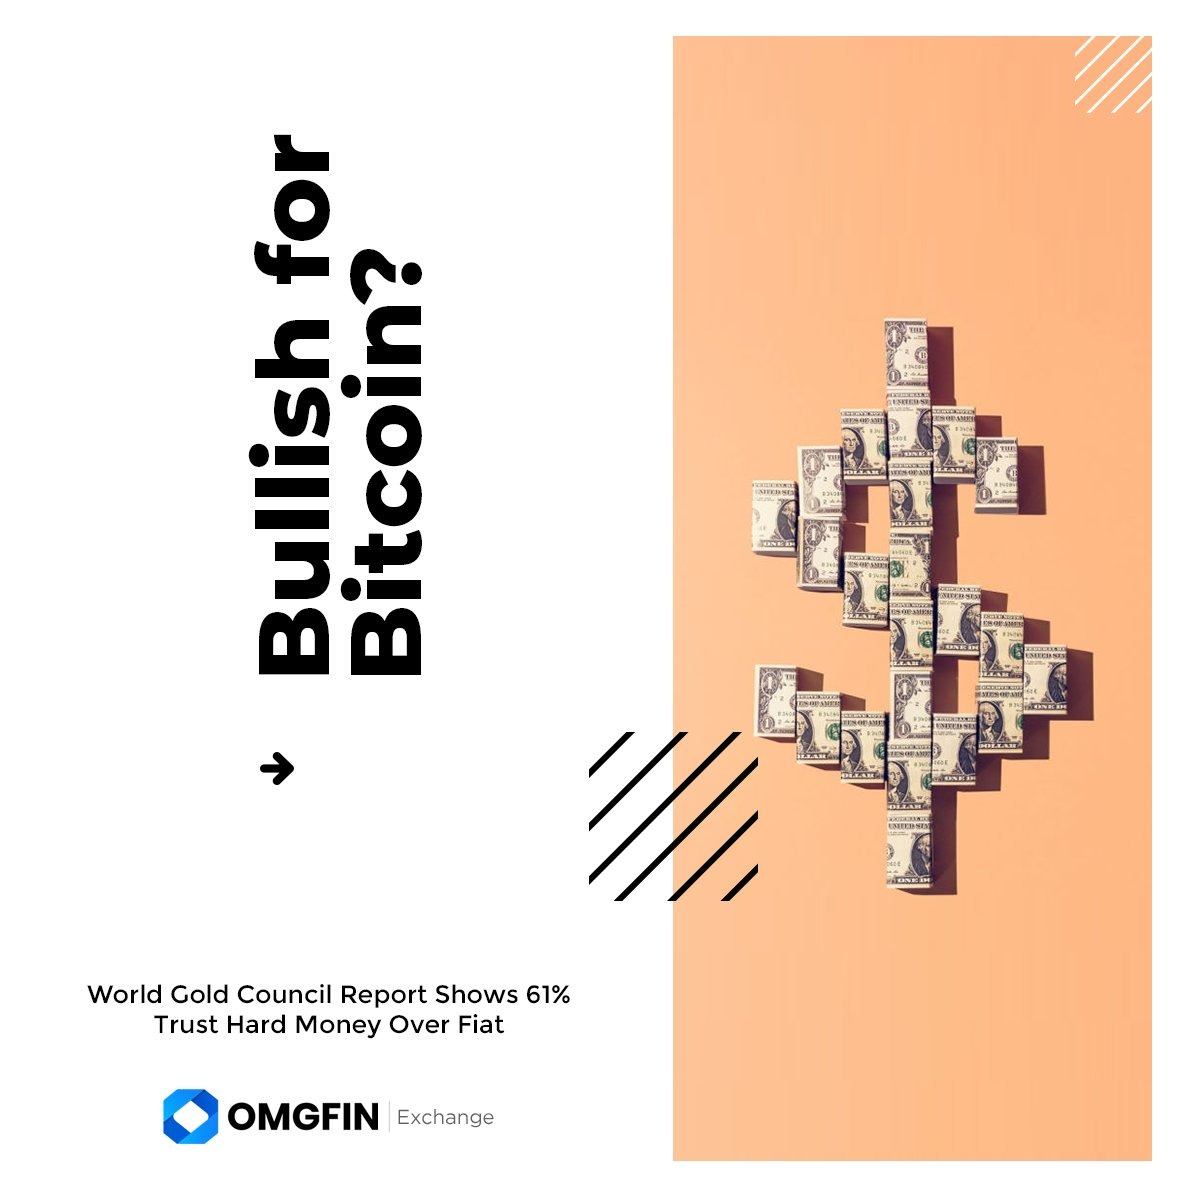 Bullish for
Bitcoin?
World Gold Council Report Shows 61%
Trust Hard Money Over Fiat
OMGFIN | Exchange